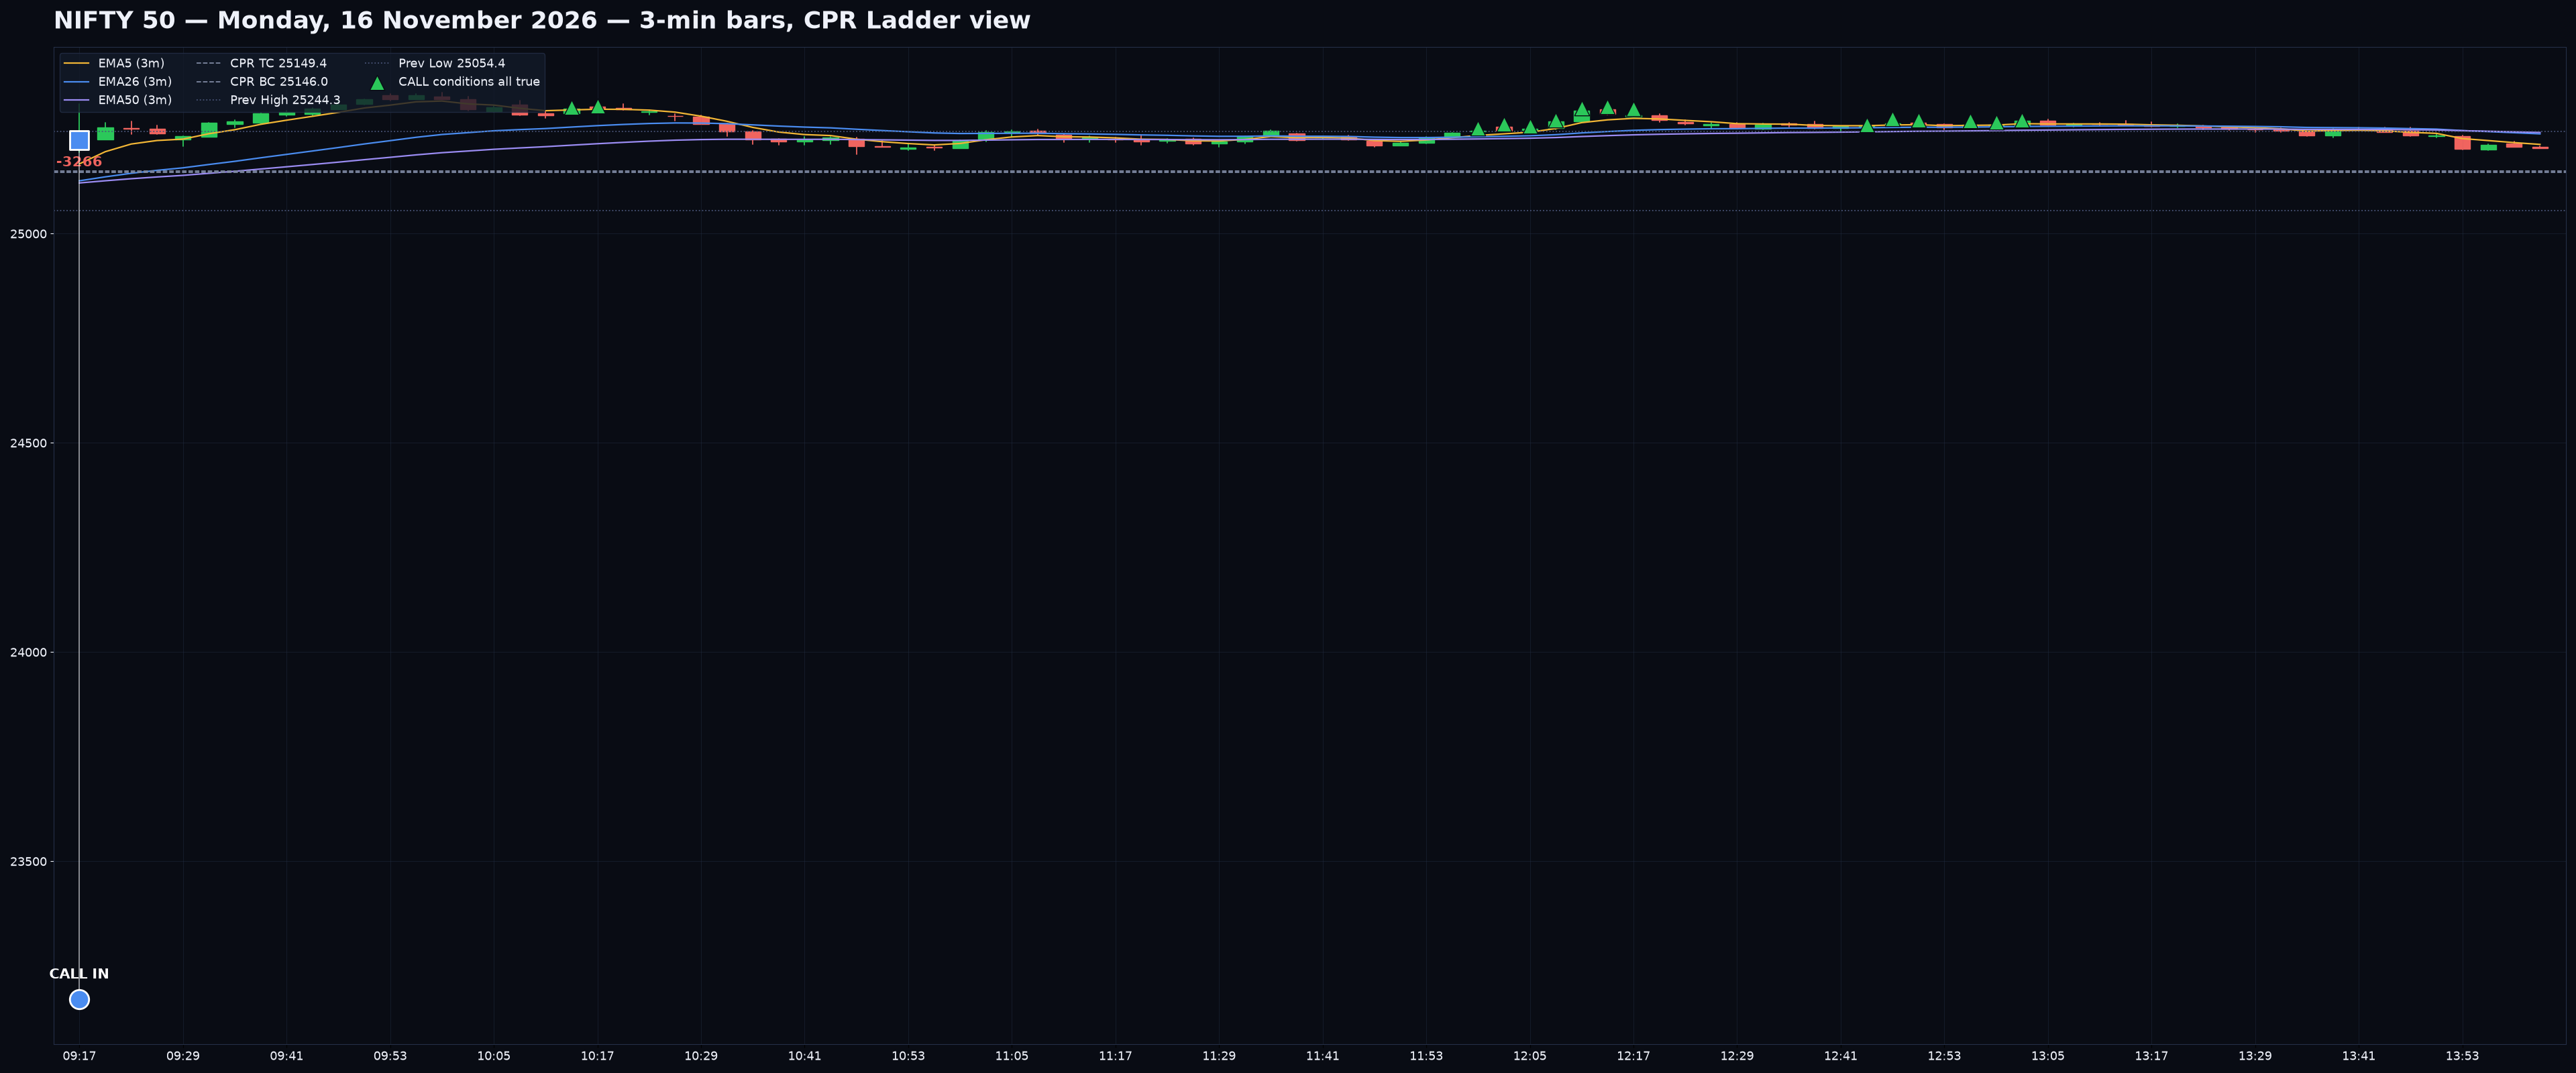 NIFTY 50 — Monday, 16 November 2026 — 3-min bars, CPR Ladder view
EMA5 (3m)
EMA26 (3m)
EMA50 (3m)
CPR TC 25149.4
CPR BC 25146.0
Prev High 25244.3
Prev Low 25054.4
CALL conditions all true
-3266
25000
24500
24000
23500
CALL IN
09:17 09:29 09:41 09:53 10:05 10:17 10:29 10:41 10:53 11:05 11:17 11:29 11:41 11:53 12:05 12:17 12:29 12:41 12:53 13:05 13:17 13:29 13:41 13:53